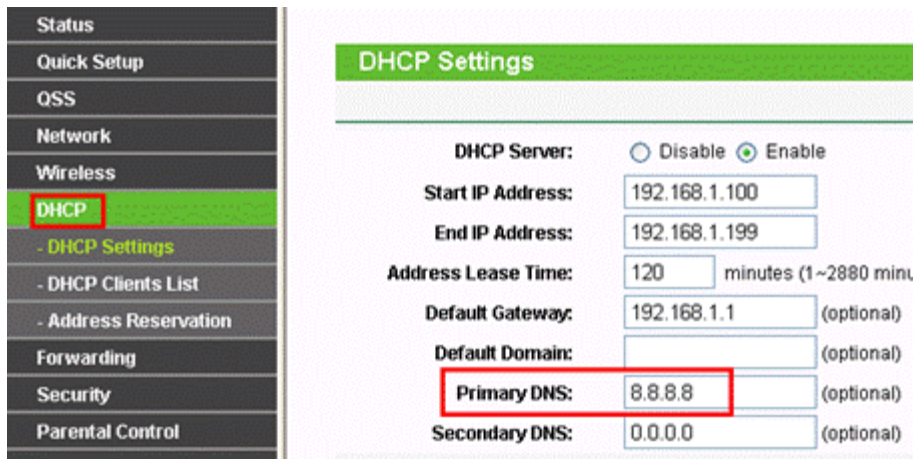 Status
Quick Setup
QSS
Network
Wireless
DHCP
- DHCP Settings
- DHCP Clients List
- Address Reservation
Forwarding
Security
Parental Control
DHCP Settings
DHCP Server: Disable Enable
Start IP Address: 192.168.1.100
End IP Address: 192.168.1.199
Address Lease Time: 120 minutes (1~2880 minu
Default Gateway: 192.168.1.1 (optional)
Default Domain: (optional)
Primary DNS: 8.8.8.8 (optional)
Secondary DNS: 0.0.0.0 (optional)